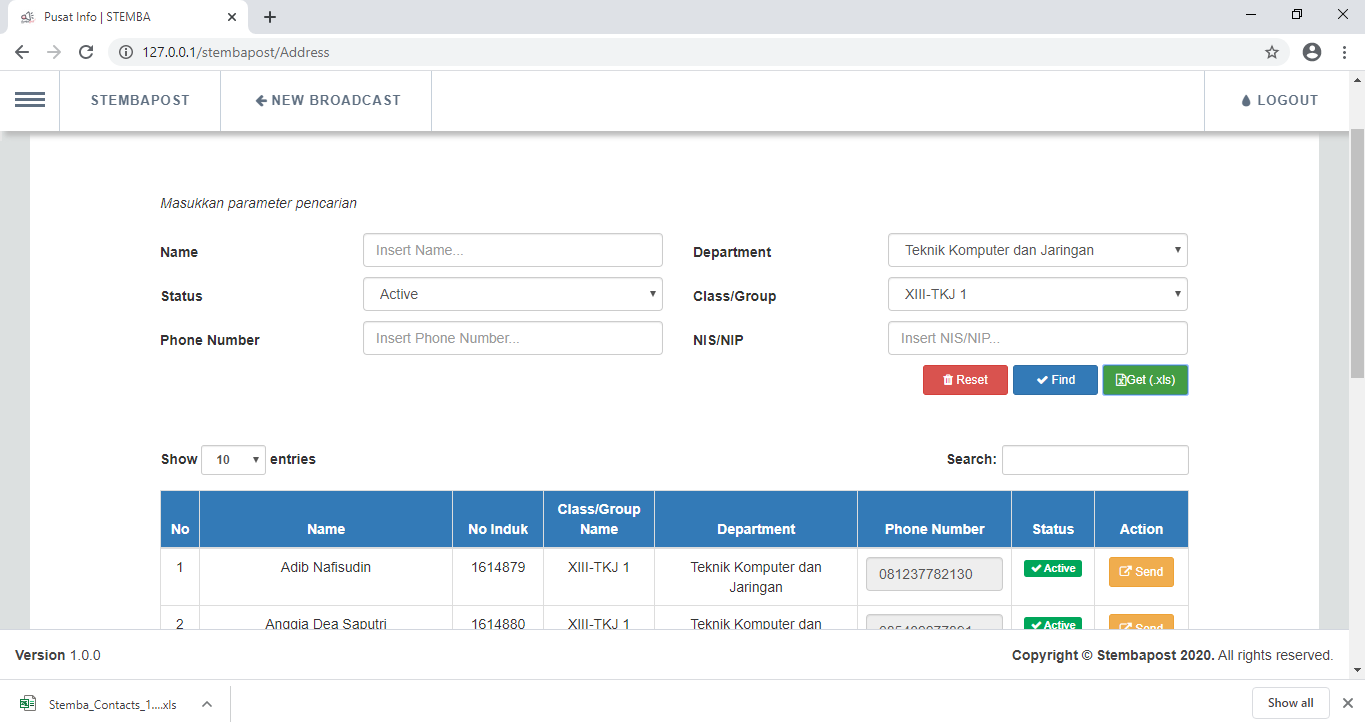 Pusat Info | STEMBA
127.0.0.1/stembapost/Address
STEMBAPOST
NEW BROADCAST
LOGOUT
Masukkan parameter pencarian
Name Insert Name... Department Teknik Komputer dan Jaringan
Status Active Class/Group XIII-TKJ 1
Phone Number Insert Phone Number... NIS/NIP Insert NIS/NIP...
Reset Find Get (.xls)
Show 10 entries Search:
No Name No Induk Class/Group Name Department Phone Number Status Action
1 Adib Nafisudin 1614879 XIII-TKJ 1 Teknik Komputer dan Jaringan 081237782130 Active Send
2 Anggia Dea Saputri 1614880 XIII-TKJ 1 Teknik Komputer dan Active Send
Version 1.0.0 Copyright © Stembapost 2020. All rights reserved.
Stemba_Contacts_1....xls Show all